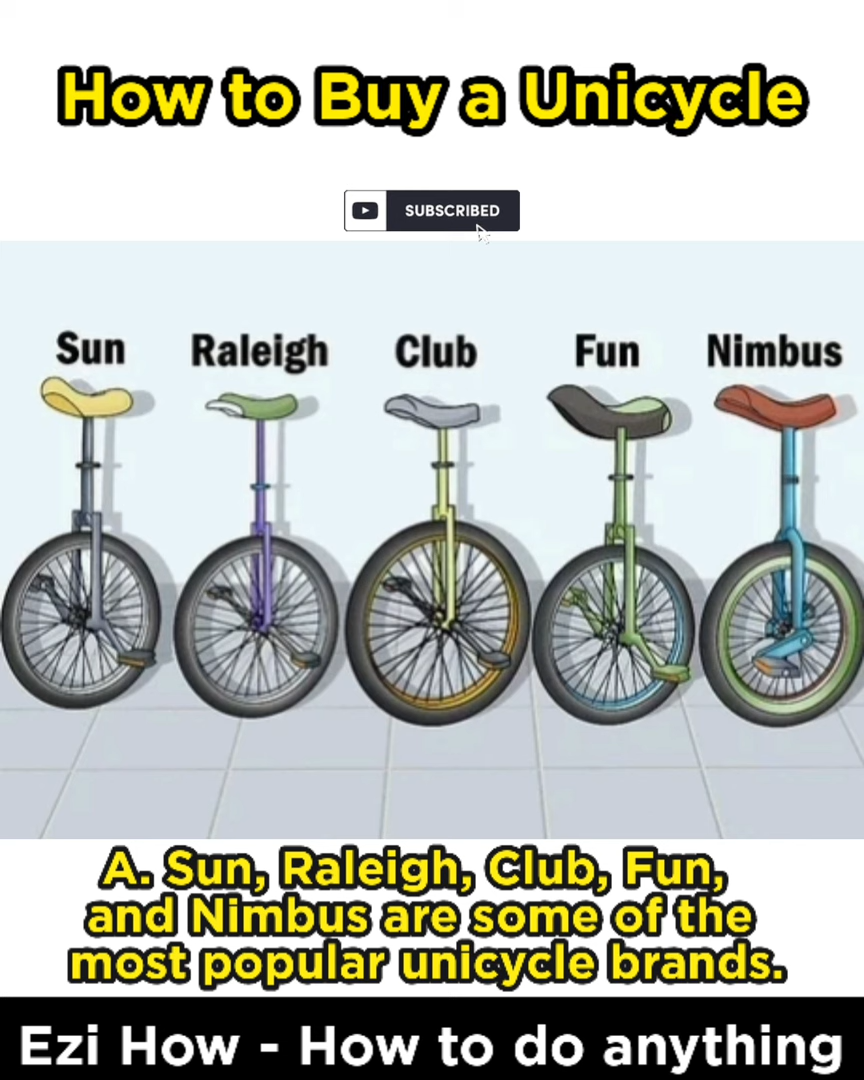 How to Buy a Unicycle
SUBSCRIBED
Sun Raleigh Club Fun Nimbus
A. Sun, Raleigh, Club, Fun,
and Nimbus are some of the
most popular unicycle brands.
Ezi How - How to do anything